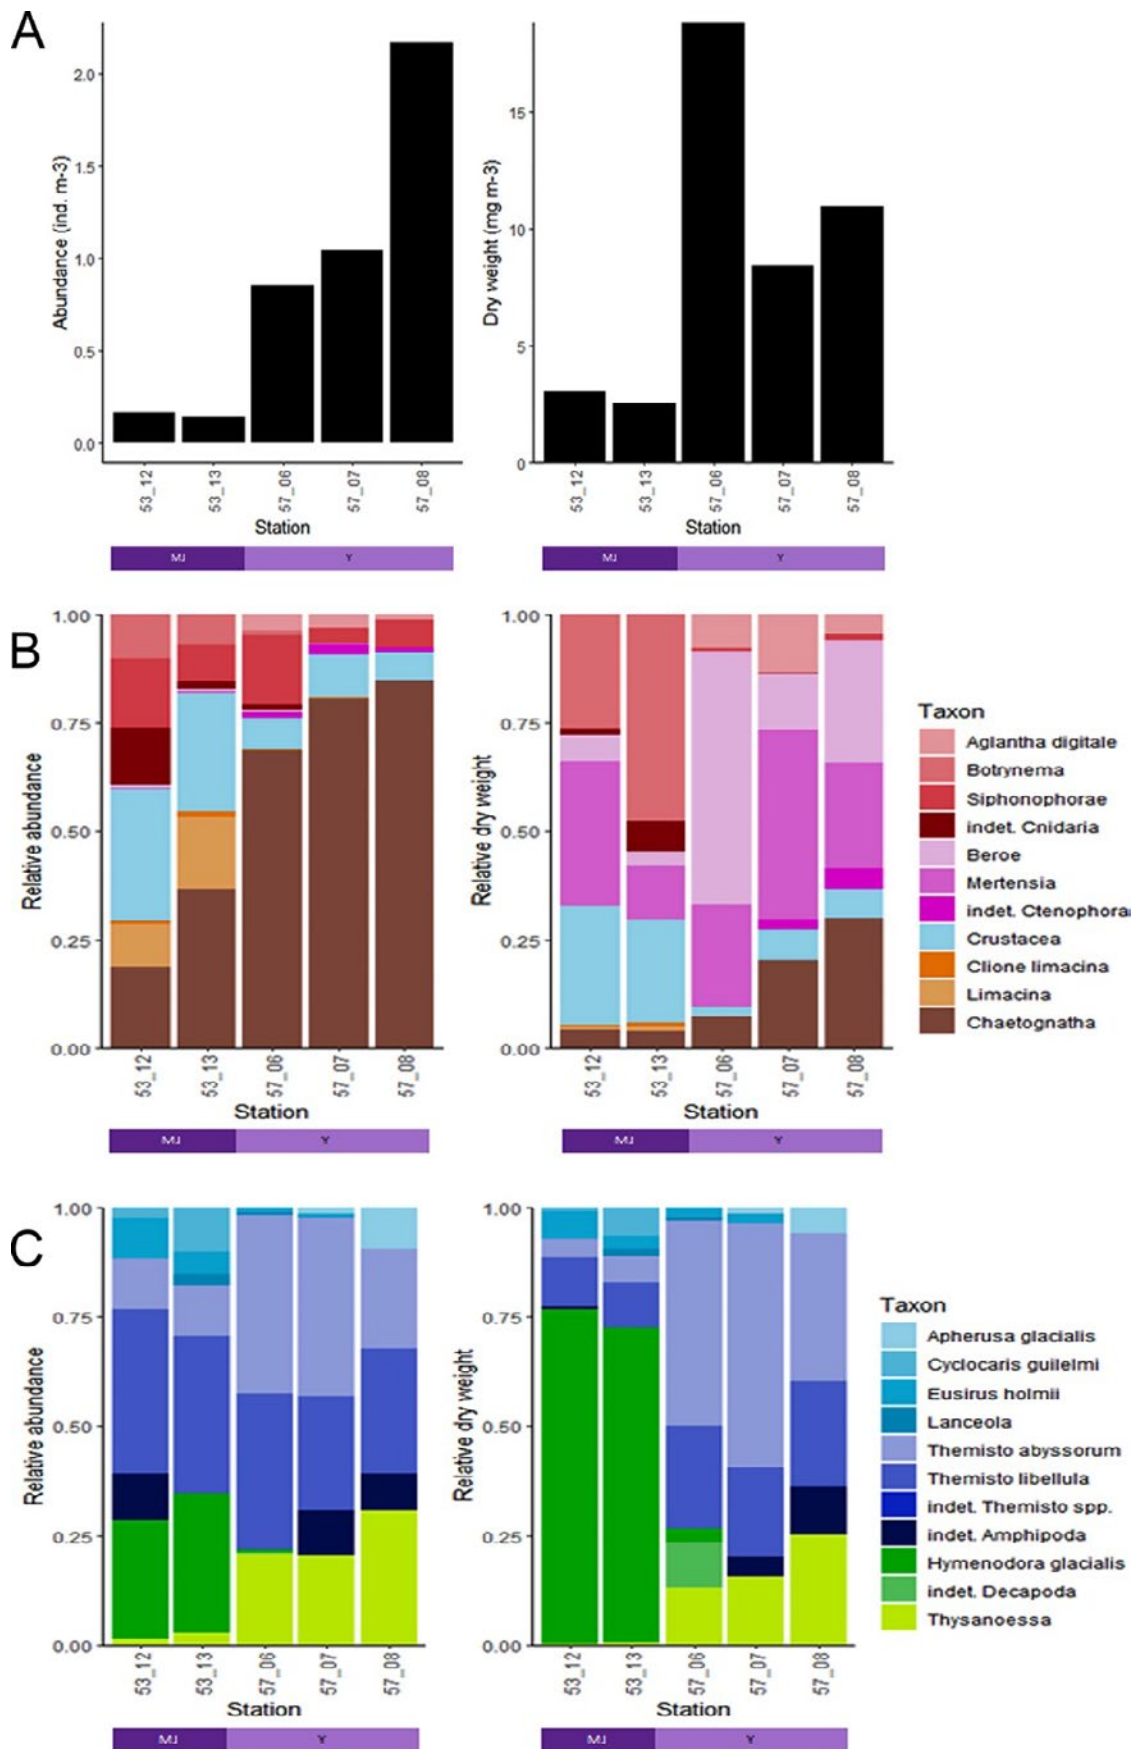 A
Abundance (ind. m-3)
2.0
1.5
1.0
0.5
0.0
53_12
53_13
57_06
57_07
57_08
Station
MJ
Y
Dry weight (mg m-3)
15
10
5
0
53_12
53_13
57_06
57_07
57_08
Station
MJ
Y
B
Relative abundance
1.00
0.75
0.50
0.25
0.00
53_12
53_13
57_06
57_07
57_08
Station
MJ
Y
Relative dry weight
1.00
0.75
0.50
0.25
0.00
53_12
53_13
57_06
57_07
57_08
Station
MJ
Y
Taxon
Aglantha digitale
Botrynema
Siphonophorae
indet. Cnidaria
Beroe
Mertensia
indet. Ctenophora
Crustacea
Clione limacina
Limacina
Chaetognatha
C
Relative abundance
1.00
0.75
0.50
0.25
0.00
53_12
53_13
57_06
57_07
57_08
Station
MJ
Y
Relative dry weight
1.00
0.75
0.50
0.25
0.00
53_12
53_13
57_06
57_07
57_08
Station
MJ
Y
Taxon
Apherusa glacialis
Cyclocaris guilelmi
Eusirus holmii
Lanceola
Themisto abyssorum
Themisto libellula
indet. Themisto spp.
indet. Amphipoda
Hymenodora glacialis
indet. Decapoda
Thysanoessa